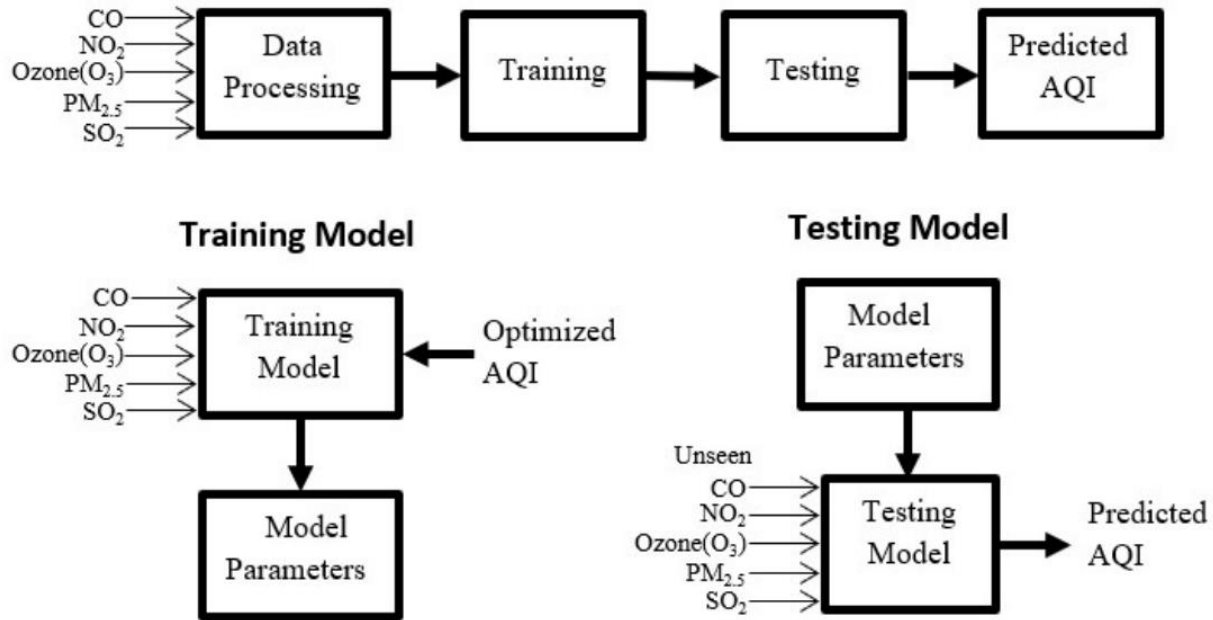 CO
NO₂
Ozone(O₃)
PM₂.₅
SO₂
Data
Processing
Training
Testing
Predicted
AQI
Training Model
CO
NO₂
Ozone(O₃)
PM₂.₅
SO₂
Training
Model
Optimized
AQI
Model
Parameters
Testing Model
Model
Parameters
Unseen
CO
NO₂
Ozone(O₃)
PM₂.₅
SO₂
Testing
Model
Predicted
AQI